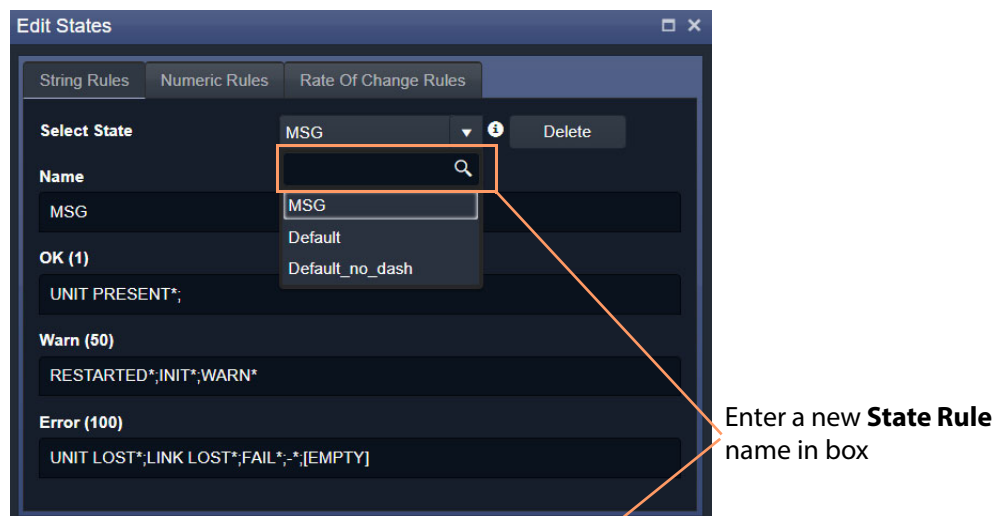 Edit States
String Rules Numeric Rules Rate Of Change Rules
Select State MSG Delete
Name
MSG
MSG
Default
Default_no_dash
OK (1)
UNIT PRESENT*;
Warn (50)
RESTARTED*;INIT*;WARN*
Error (100)
UNIT LOST*;LINK LOST*;FAIL*;-*;[EMPTY]
Enter a new State Rule
name in box